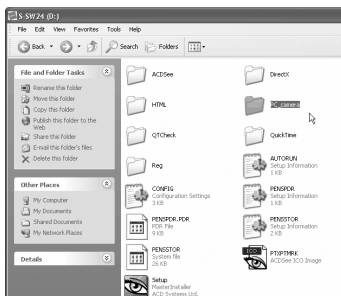 S-SW.24 (D:)
File Edit View Favorites Tools Help
Back Search Folders
File and Folder Tasks
Rename this folder
Move this folder
Copy this folder
Publish this folder to the
Web
Share this folder
E-mail this folder's files
Delete this folder
Other Places
My Computer
My Documents
Shared Documents
My Network Places
Details
ACDSee
DirectX
HTML
PC_camera
QTCheck
QuickTime
Reg
AUTORUN
Setup Information
1 KB
CONFIG
Configuration Settings
3 KB
PENSPDR
Setup Information
1 KB
PENSPDR.PDR
PDR File
9 KB
PENSSTOR
Setup Information
2 KB
PENSSTOR
System file
26 KB
ICO
PTXPTMRK
ACDSee ICO Image
Setup
MasterInstaller
ACD Systems Ltd.